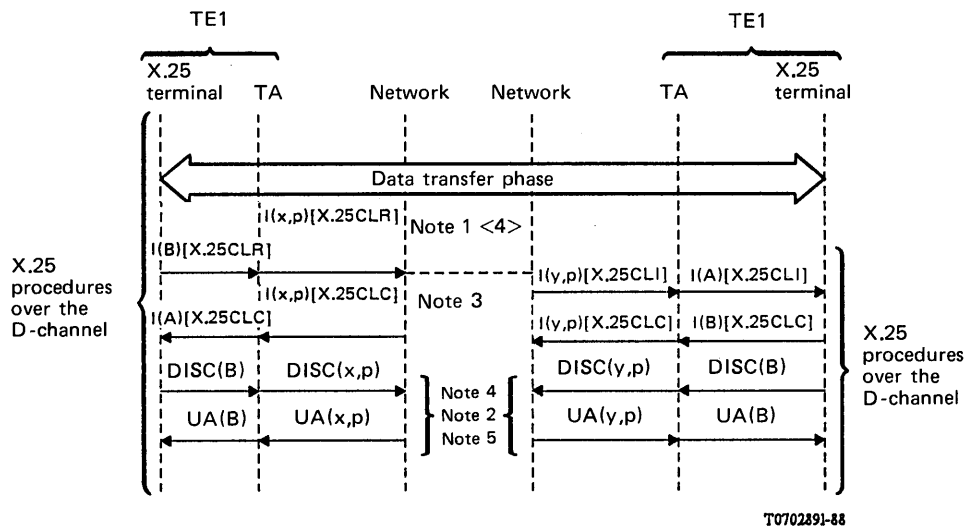 TE1
TE1
X.25
terminal
TA
Network
Network
TA
X.25
terminal
Data transfer phase
I(x,p)[X.25CLR]
Note 1 <4>
I(B)[X.25CLR]
I(y,p)[X.25CLI]
I(A)[X.25CLI]
I(x,p)[X.25CLC]
Note 3
I(A)[X.25CLC]
I(y,p)[X.25CLC]
I(B)[X.25CLC]
X.25
procedures
over the
D-channel
X.25
procedures
over the
D-channel
DISC(B)
DISC(x,p)
DISC(y,p)
DISC(B)
Note 4
Note 2
Note 5
UA(B)
UA(x,p)
UA(y,p)
UA(B)
T0702891-88